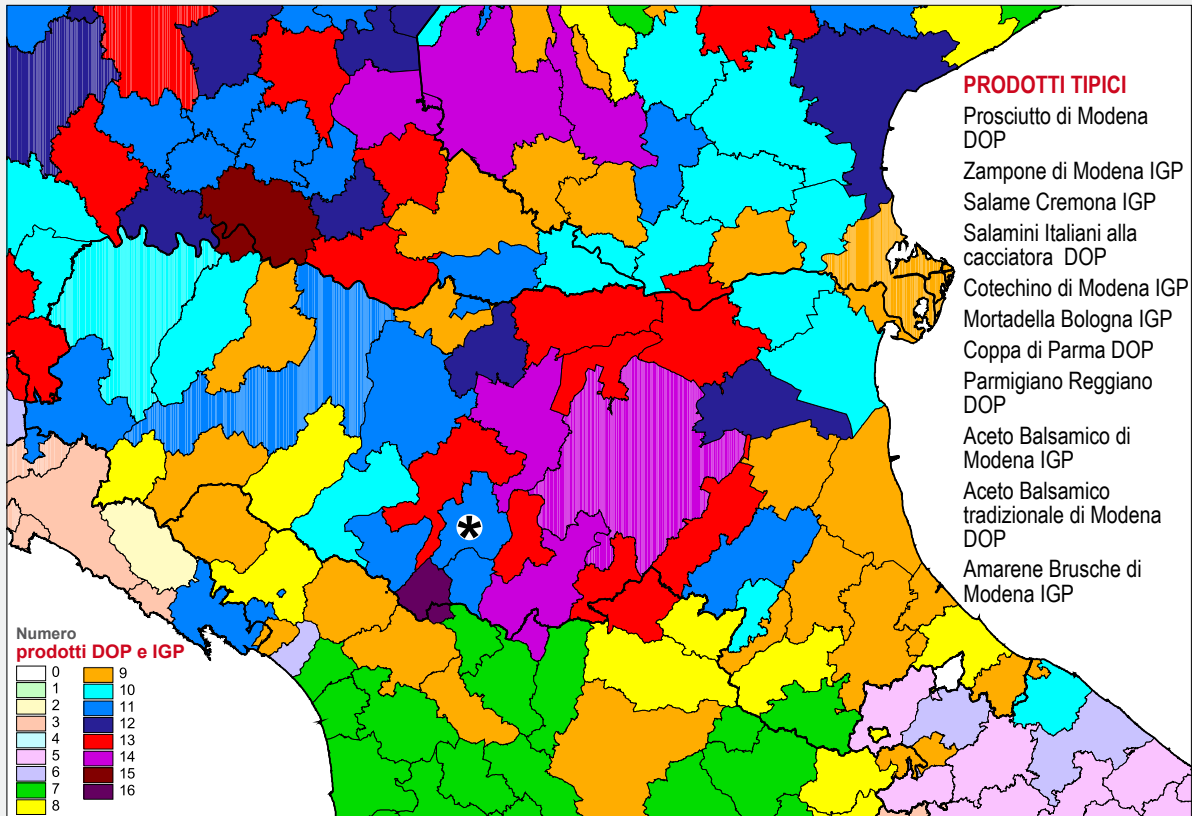 PRODOTTI TIPICI
Prosciutto di Modena
DOP
Zampone di Modena IGP
Salame Cremona IGP
Salamini Italiani alla
cacciatora DOP
Cotechino di Modena IGP
Mortadella Bologna IGP
Coppa di Parma DOP
Parmigiano Reggiano
DOP
Aceto Balsamico di
Modena IGP
Aceto Balsamico
tradizionale di Modena
DOP
Amarene Brusche di
Modena IGP
*
Numero
prodotti DOP e IGP
0
1
2
3
4
5
6
7
8
9
10
11
12
13
14
15
16